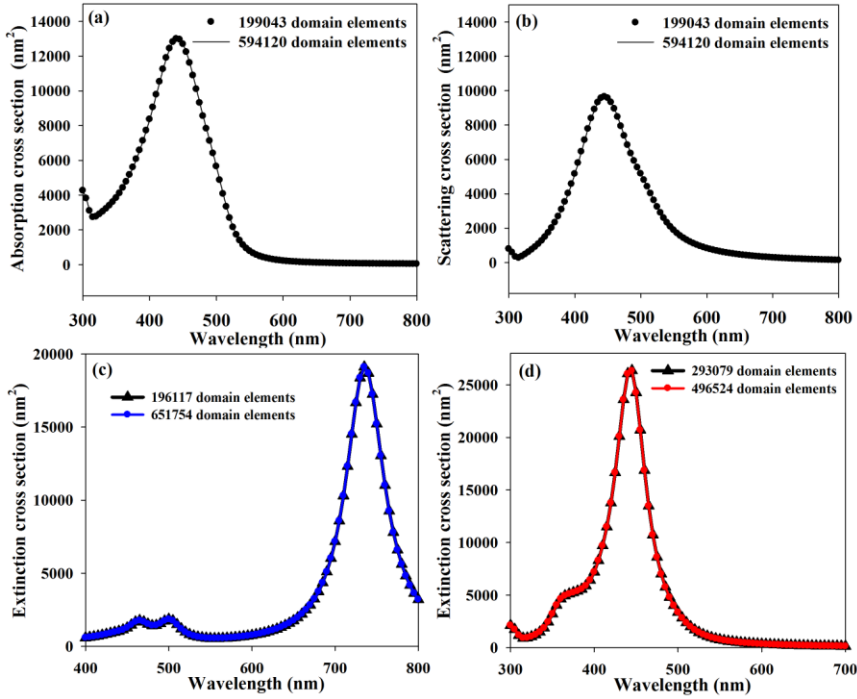 (a)
199043 domain elements
594120 domain elements
Absorption cross section (nm²)
14000
12000
10000
8000
6000
4000
2000
0
300 400 500 600 700 800
Wavelength (nm)
(b)
199043 domain elements
594120 domain elements
Scattering cross section (nm²)
14000
12000
10000
8000
6000
4000
2000
0
300 400 500 600 700 800
Wavelength (nm)
(c)
196117 domain elements
651754 domain elements
Extinction cross section (nm²)
20000
15000
10000
5000
0
400 500 600 700 800
Wavelength (nm)
(d)
293079 domain elements
496524 domain elements
Extinction cross section (nm²)
25000
20000
15000
10000
5000
0
300 400 500 600 700
Wavelength (nm)